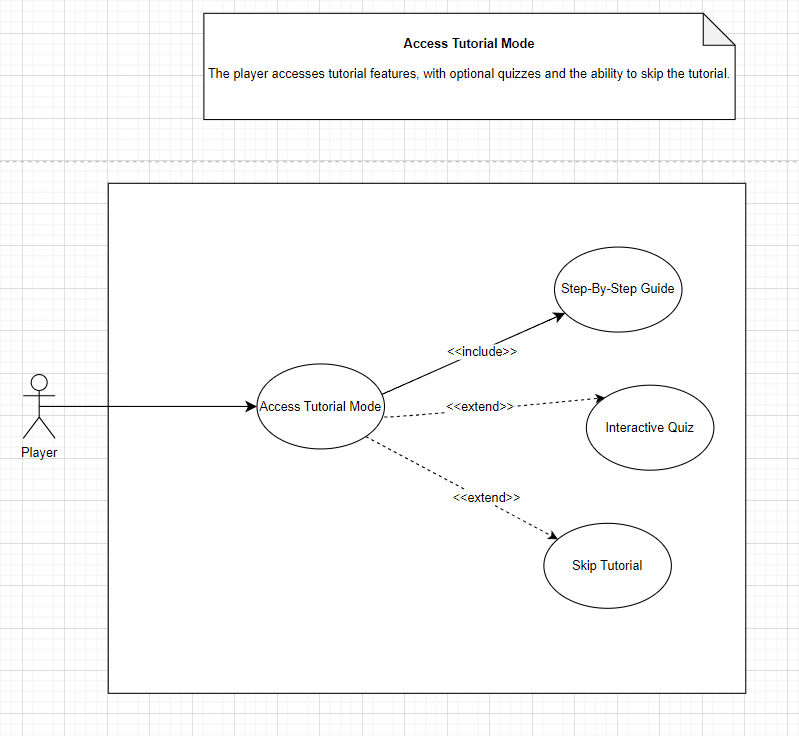 Access Tutorial Mode
The player accesses tutorial features, with optional quizzes and the ability to skip the tutorial.
Step-By-Step Guide
<<include>>
Access Tutorial Mode
<<extend>>
Interactive Quiz
Player
<<extend>>
Skip Tutorial